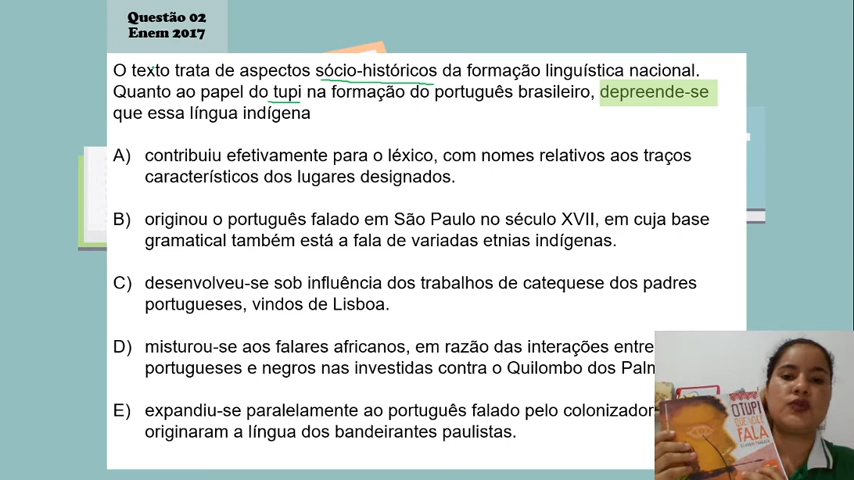 Questão 02
Enem 2017
O texto trata de aspectos sócio-históricos da formação linguística nacional.
Quanto ao papel do tupi na formação do português brasileiro, depreende-se
que essa língua indígena
A) contribuiu efetivamente para o léxico, com nomes relativos aos traços
característicos dos lugares designados.
B) originou o português falado em São Paulo no século XVII, em cuja base
gramatical também está a fala de variadas etnias indígenas.
C) desenvolveu-se sob influência dos trabalhos de catequese dos padres
portugueses, vindos de Lisboa.
D) misturou-se aos falares africanos, em razão das interações entre
portugueses e negros nas investidas contra o Quilombo dos Palm
E) expandiu-se paralelamente ao português falado pelo colonizador
originaram a língua dos bandeirantes paulistas.
O TUPI
QUE VOCÊ
FALA